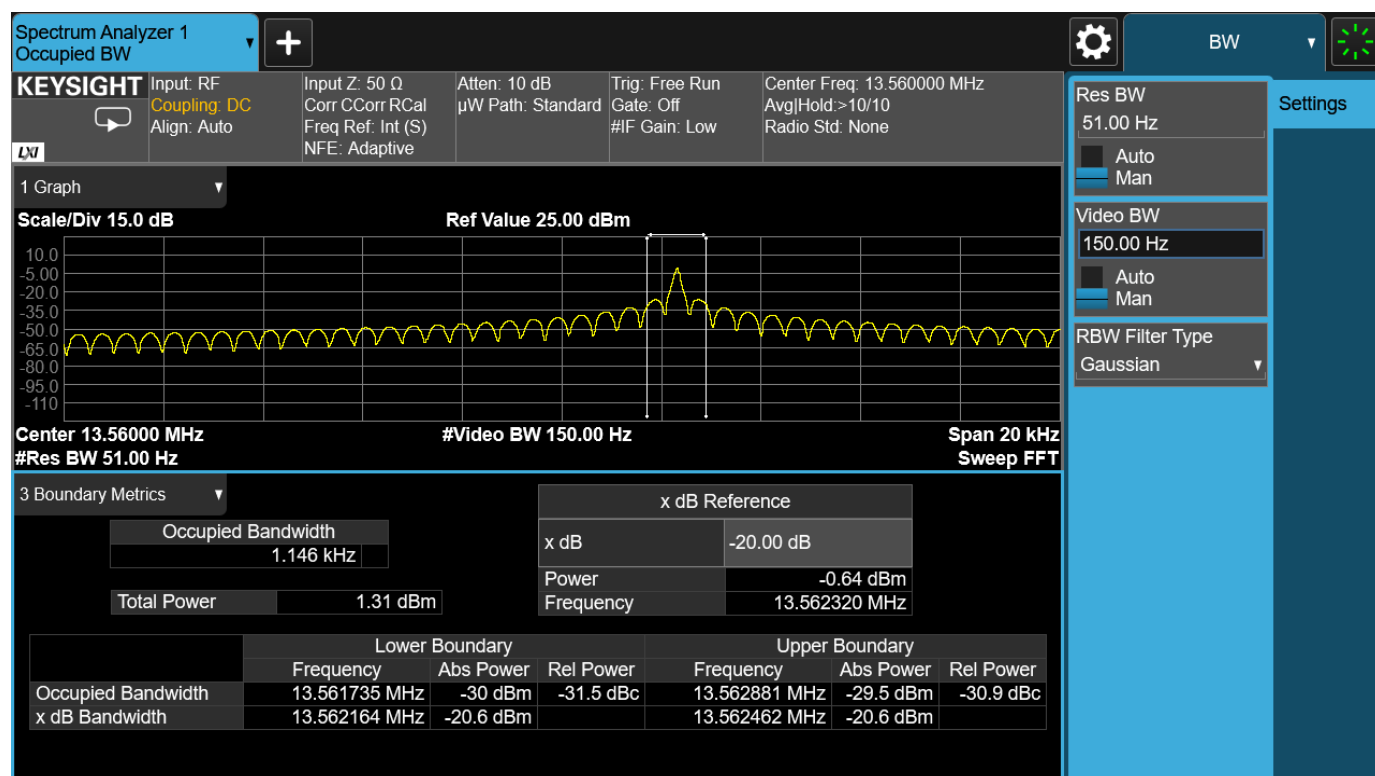 Spectrum Analyzer 1
Occupied BW
BW
KEYSIGHT
LXI
Input: RF
Coupling: DC
Align: Auto
Input Z: 50 Ω
Corr CCorr RCal
Freq Ref: Int (S)
NFE: Adaptive
Atten: 10 dB
µW Path: Standard
Trig: Free Run
Gate: Off
#IF Gain: Low
Center Freq: 13.560000 MHz
Avg|Hold:>10/10
Radio Std: None
Res BW
51.00 Hz
Auto
Man
Settings
Video BW
150.00 Hz
Auto
Man
RBW Filter Type
Gaussian
1 Graph
Scale/Div 15.0 dB
Ref Value 25.00 dBm
10.0
-5.00
-20.0
-35.0
-50.0
-65.0
-80.0
-95.0
-110
Center 13.56000 MHz
#Video BW 150.00 Hz
Span 20 kHz
#Res BW 51.00 Hz
Sweep FFT
3 Boundary Metrics
Occupied Bandwidth
1.146 kHz
Total Power 1.31 dBm
x dB Reference
x dB -20.00 dB
Power -0.64 dBm
Frequency 13.562320 MHz
Lower Boundary Upper Boundary
Frequency Abs Power Rel Power Frequency Abs Power Rel Power
Occupied Bandwidth 13.561735 MHz -30 dBm -31.5 dBc 13.562881 MHz -29.5 dBm -30.9 dBc
x dB Bandwidth 13.562164 MHz -20.6 dBm 13.562462 MHz -20.6 dBm